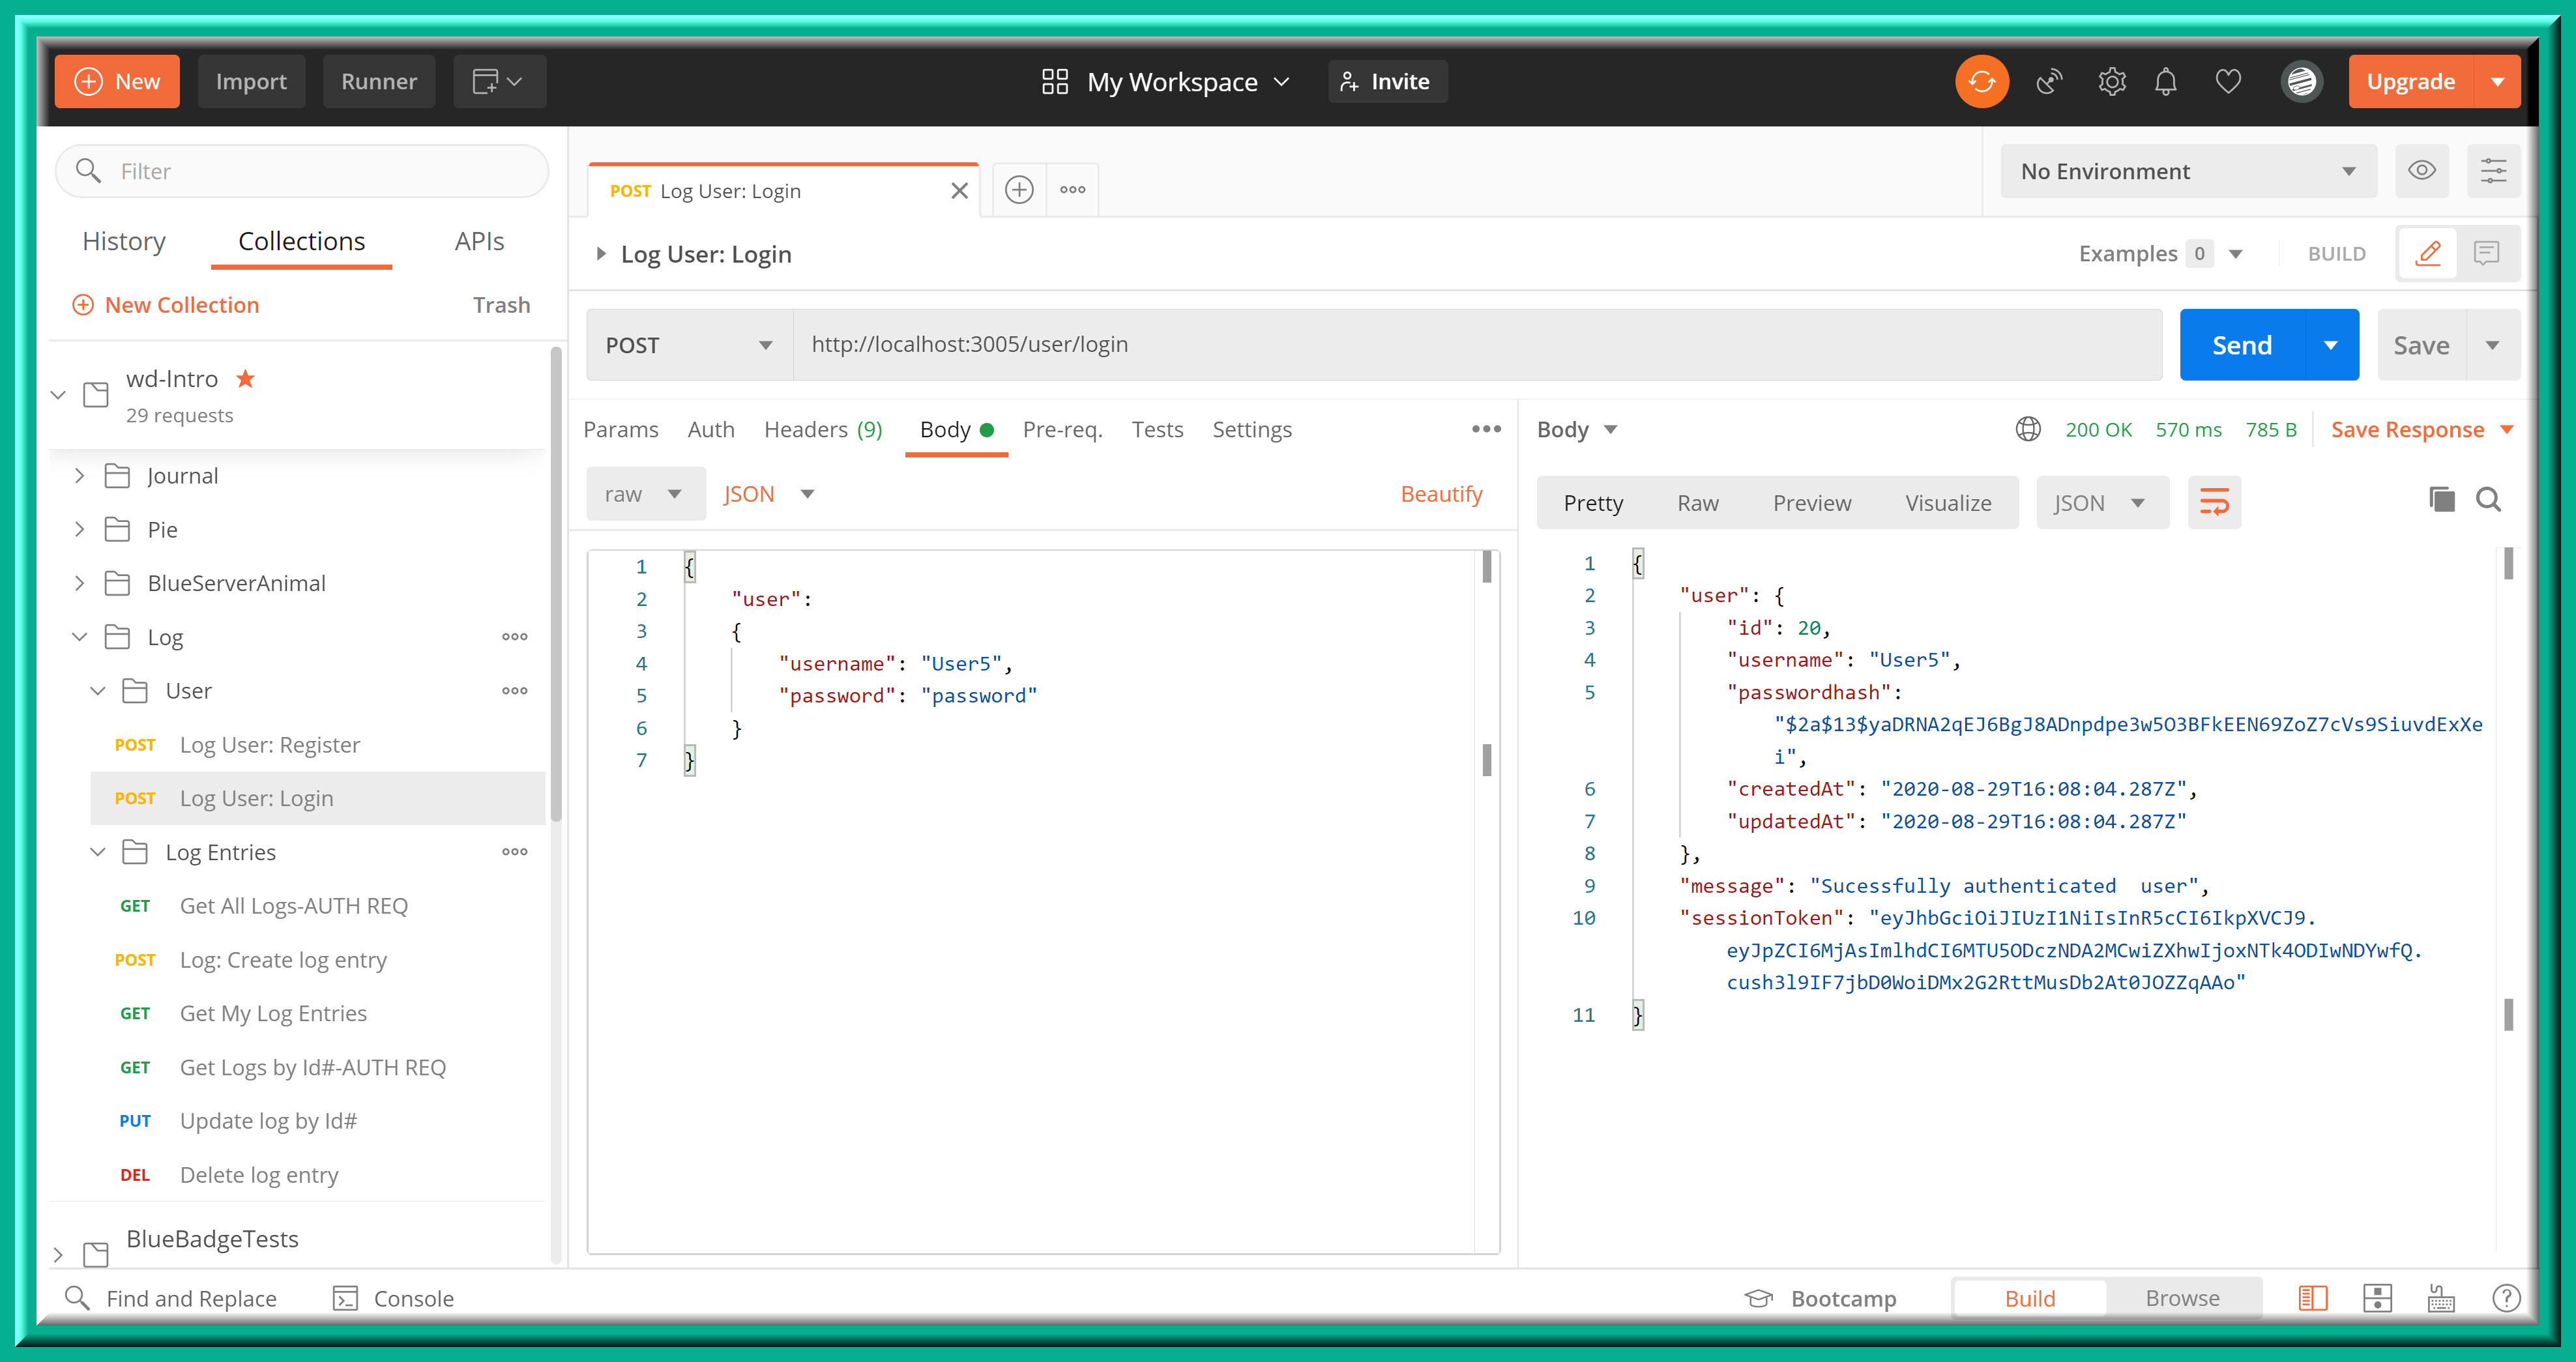 New
Import
Runner
My Workspace
Invite
Upgrade
Filter
History
Collections
APIs
New Collection
Trash
wd-Intro
29 requests
Journal
Pie
BlueServerAnimal
Log
User
POST Log User: Register
POST Log User: Login
Log Entries
GET Get All Logs-AUTH REQ
POST Log: Create log entry
GET Get My Log Entries
GET Get Logs by Id#-AUTH REQ
PUT Update log by Id#
DEL Delete log entry
BlueBadgeTests
POST Log User: Login
No Environment
Log User: Login
Examples 0
BUILD
POST
http://localhost:3005/user/login
Send
Save
Params Auth Headers (9) Body Pre-req. Tests Settings
raw JSON Beautify
1 {
2 "user":
3 {
4 "username": "User5",
5 "password": "password"
6 }
7 }
Body
200 OK 570 ms 785 B Save Response
Pretty Raw Preview Visualize JSON
1 {
2 "user": {
3 "id": 20,
4 "username": "User5",
5 "passwordhash":
"$2a$13$yaDRNA2qEJ6BgJ8ADnpdpe3w5O3BFkEEN69ZoZ7cVs9SiuvdExXe
i",
6 "createdAt": "2020-08-29T16:08:04.287Z",
7 "updatedAt": "2020-08-29T16:08:04.287Z"
8 },
9 "message": "Sucessfully authenticated  user",
10 "sessionToken": "eyJhbGciOiJIUzI1NiIsInR5cCI6IkpXVCJ9.
eyJpZCI6MjAsImlhdCI6MTU5ODczNDA2MCwiZXhwIjoxNTk4ODIwNDYwfQ.
cush3l9IF7jbD0WoiDMx2G2RttMusDb2At0JOZZqAAo"
11 }
Find and Replace
Console
Bootcamp
Build
Browse